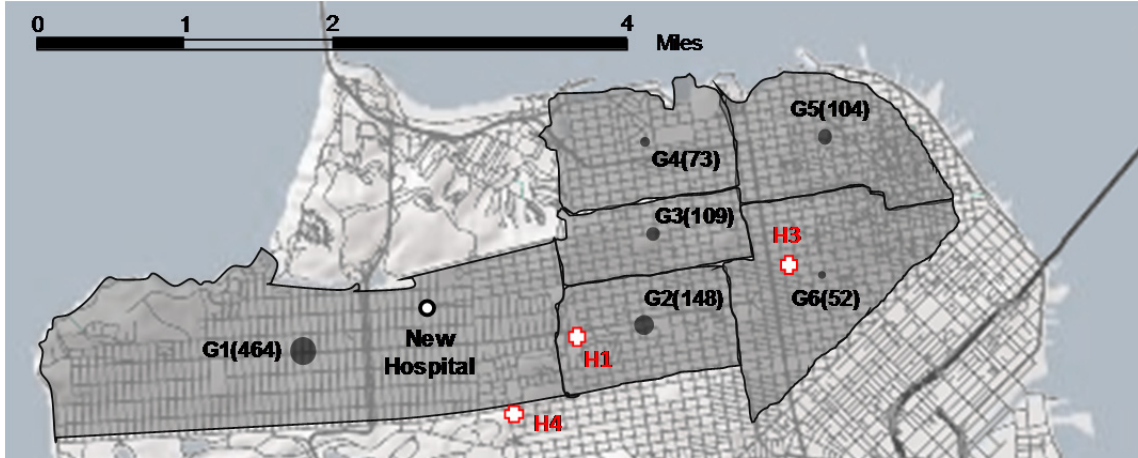 0 1 2 4
Miles
G5(104)
G4(73)
G3(109)
H3
G2(148)
G6(52)
New
Hospital
G1(464)
H1
H4